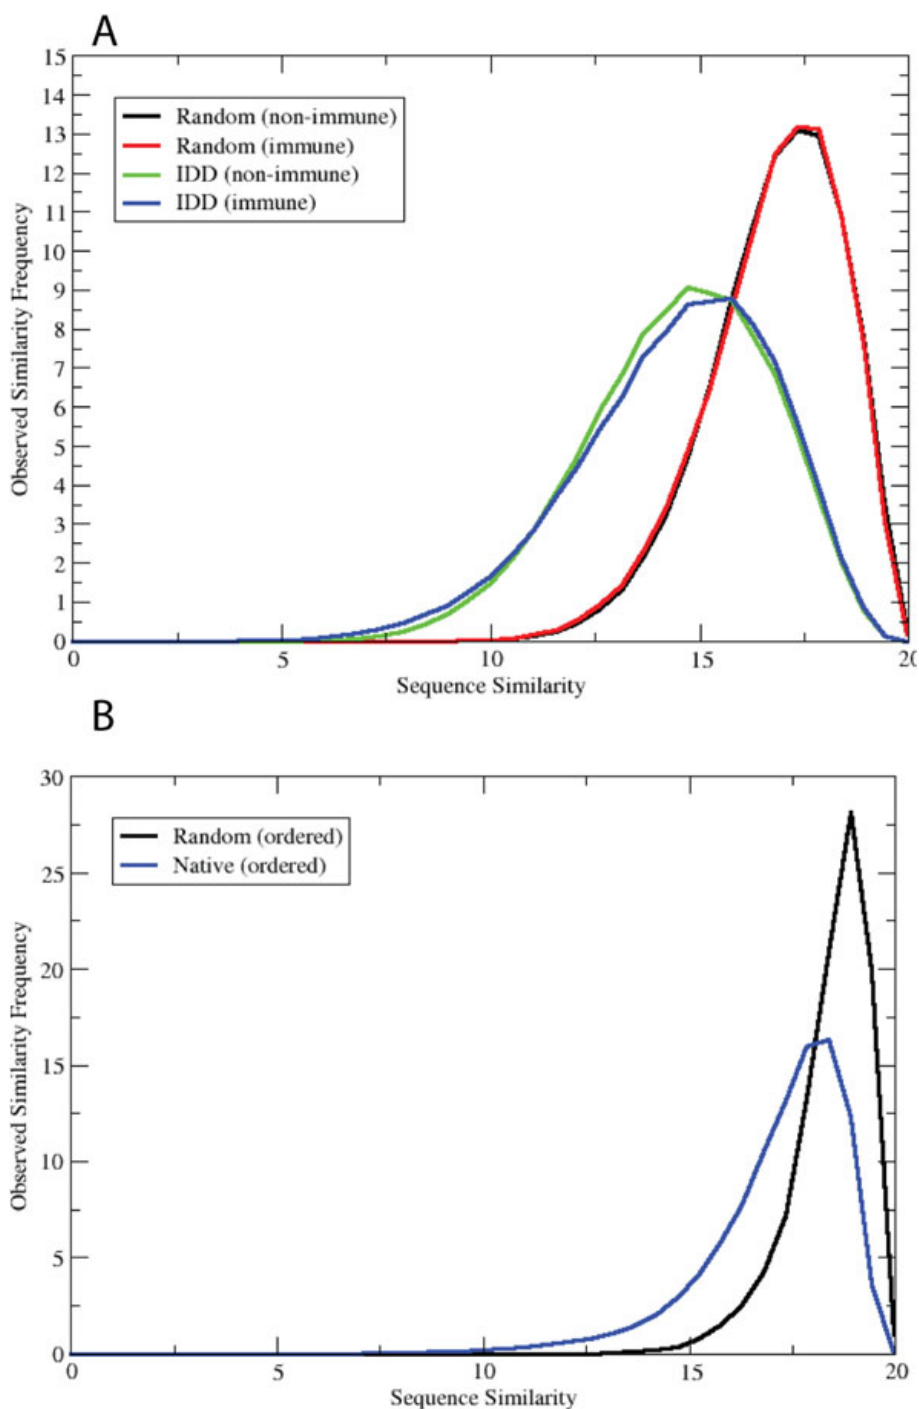 A
15
14
13
12
11
10
9
8
7
6
5
4
3
2
1
0
Observed Similarity Frequency
Random (non-immune)
Random (immune)
IDD (non-immune)
IDD (immune)
0 5 10 15 20
Sequence Similarity
B
30
25
20
15
10
5
0
Observed Similarity Frequency
Random (ordered)
Native (ordered)
0 5 10 15 20
Sequence Similarity